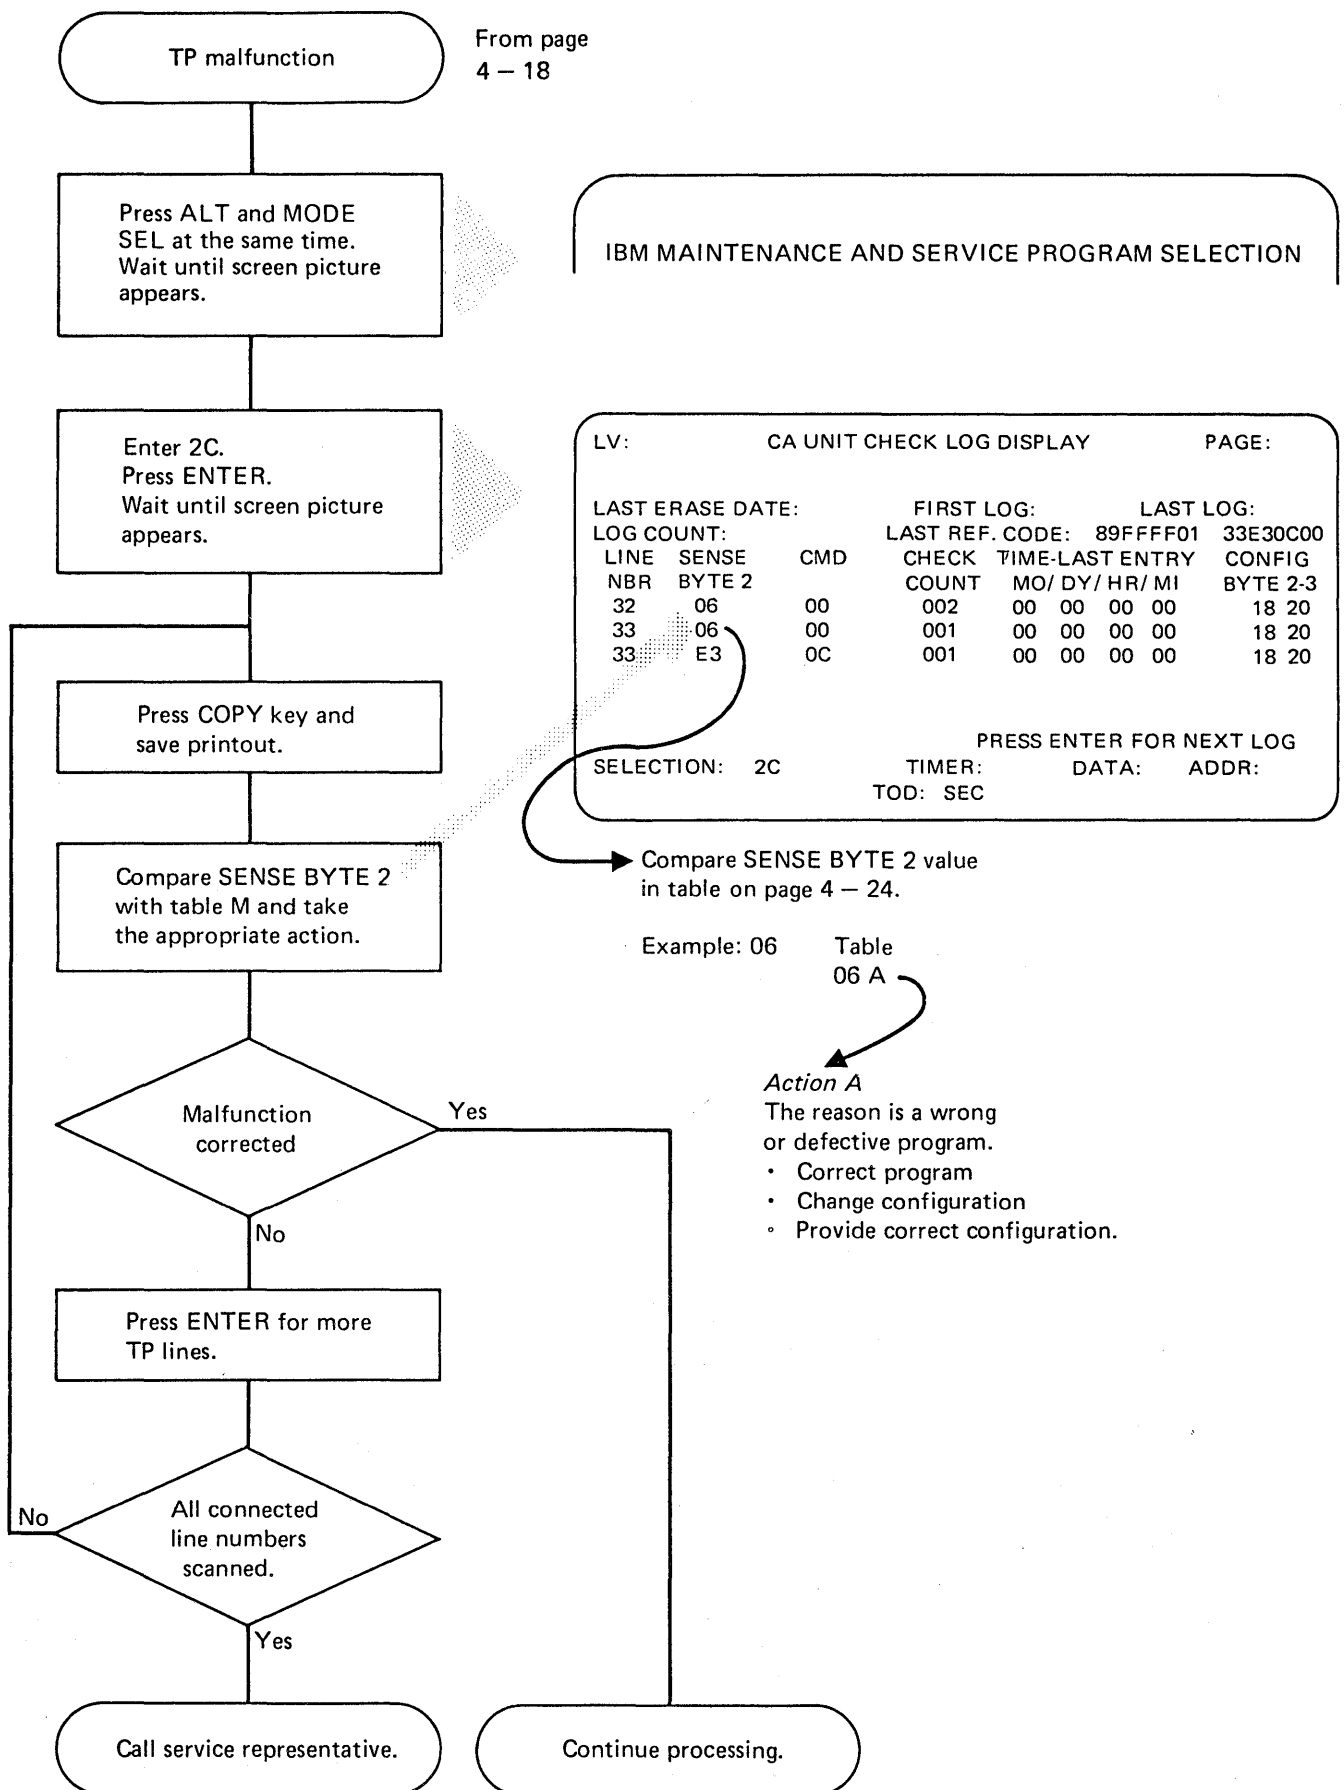 TP malfunction
From page
4 – 18
Press ALT and MODE
SEL at the same time.
Wait until screen picture
appears.
IBM MAINTENANCE AND SERVICE PROGRAM SELECTION
Enter 2C.
Press ENTER.
Wait until screen picture
appears.
LV: CA UNIT CHECK LOG DISPLAY PAGE:
LAST ERASE DATE: FIRST LOG: LAST LOG:
LOG COUNT: LAST REF. CODE: 89FFFF01 33E30C00
LINE SENSE CMD CHECK TIME-LAST ENTRY CONFIG
NBR BYTE 2 COUNT MO/ DY/ HR/ MI BYTE 2-3
32 06 00 002 00 00 00 00 18 20
33 06 00 001 00 00 00 00 18 20
33 E3 0C 001 00 00 00 00 18 20
PRESS ENTER FOR NEXT LOG
SELECTION: 2C TIMER: DATA: ADDR:
TOD: SEC
Press COPY key and
save printout.
Compare SENSE BYTE 2
with table M and take
the appropriate action.
Compare SENSE BYTE 2 value
in table on page 4 – 24.
Example: 06 Table
06 A
Action A
The reason is a wrong
or defective program.
• Correct program
• Change configuration
◦ Provide correct configuration.
Malfunction
corrected
Yes
No
Press ENTER for more
TP lines.
All connected
line numbers
scanned.
No
Yes
Call service representative.
Continue processing.